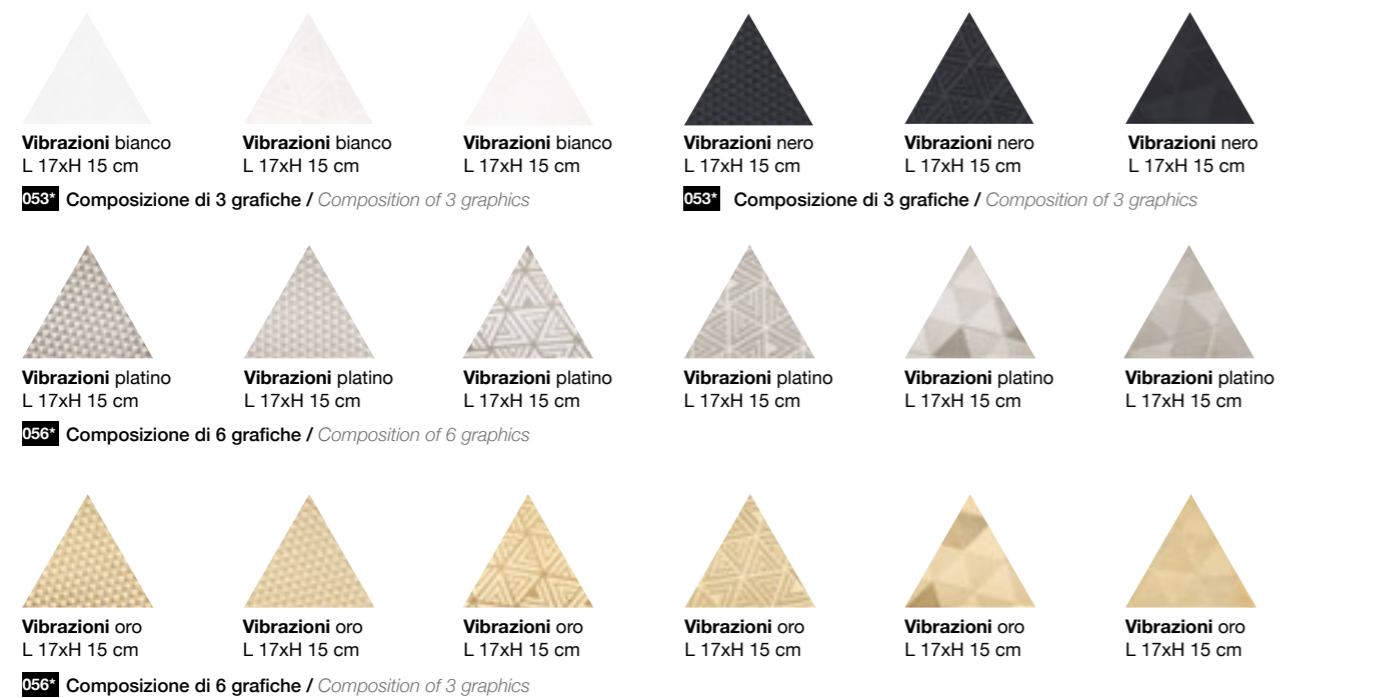 Vibrazioni bianco
L 17xH 15 cm
Vibrazioni bianco
L 17xH 15 cm
Vibrazioni bianco
L 17xH 15 cm
053* Composizione di 3 grafiche / Composition of 3 graphics
Vibrazioni nero
L 17xH 15 cm
Vibrazioni nero
L 17xH 15 cm
Vibrazioni nero
L 17xH 15 cm
053* Composizione di 3 grafiche / Composition of 3 graphics
Vibrazioni platino
L 17xH 15 cm
Vibrazioni platino
L 17xH 15 cm
Vibrazioni platino
L 17xH 15 cm
Vibrazioni platino
L 17xH 15 cm
Vibrazioni platino
L 17xH 15 cm
Vibrazioni platino
L 17xH 15 cm
056* Composizione di 6 grafiche / Composition of 6 graphics
Vibrazioni oro
L 17xH 15 cm
Vibrazioni oro
L 17xH 15 cm
Vibrazioni oro
L 17xH 15 cm
Vibrazioni oro
L 17xH 15 cm
Vibrazioni oro
L 17xH 15 cm
Vibrazioni oro
L 17xH 15 cm
056* Composizione di 6 grafiche / Composition of 3 graphics